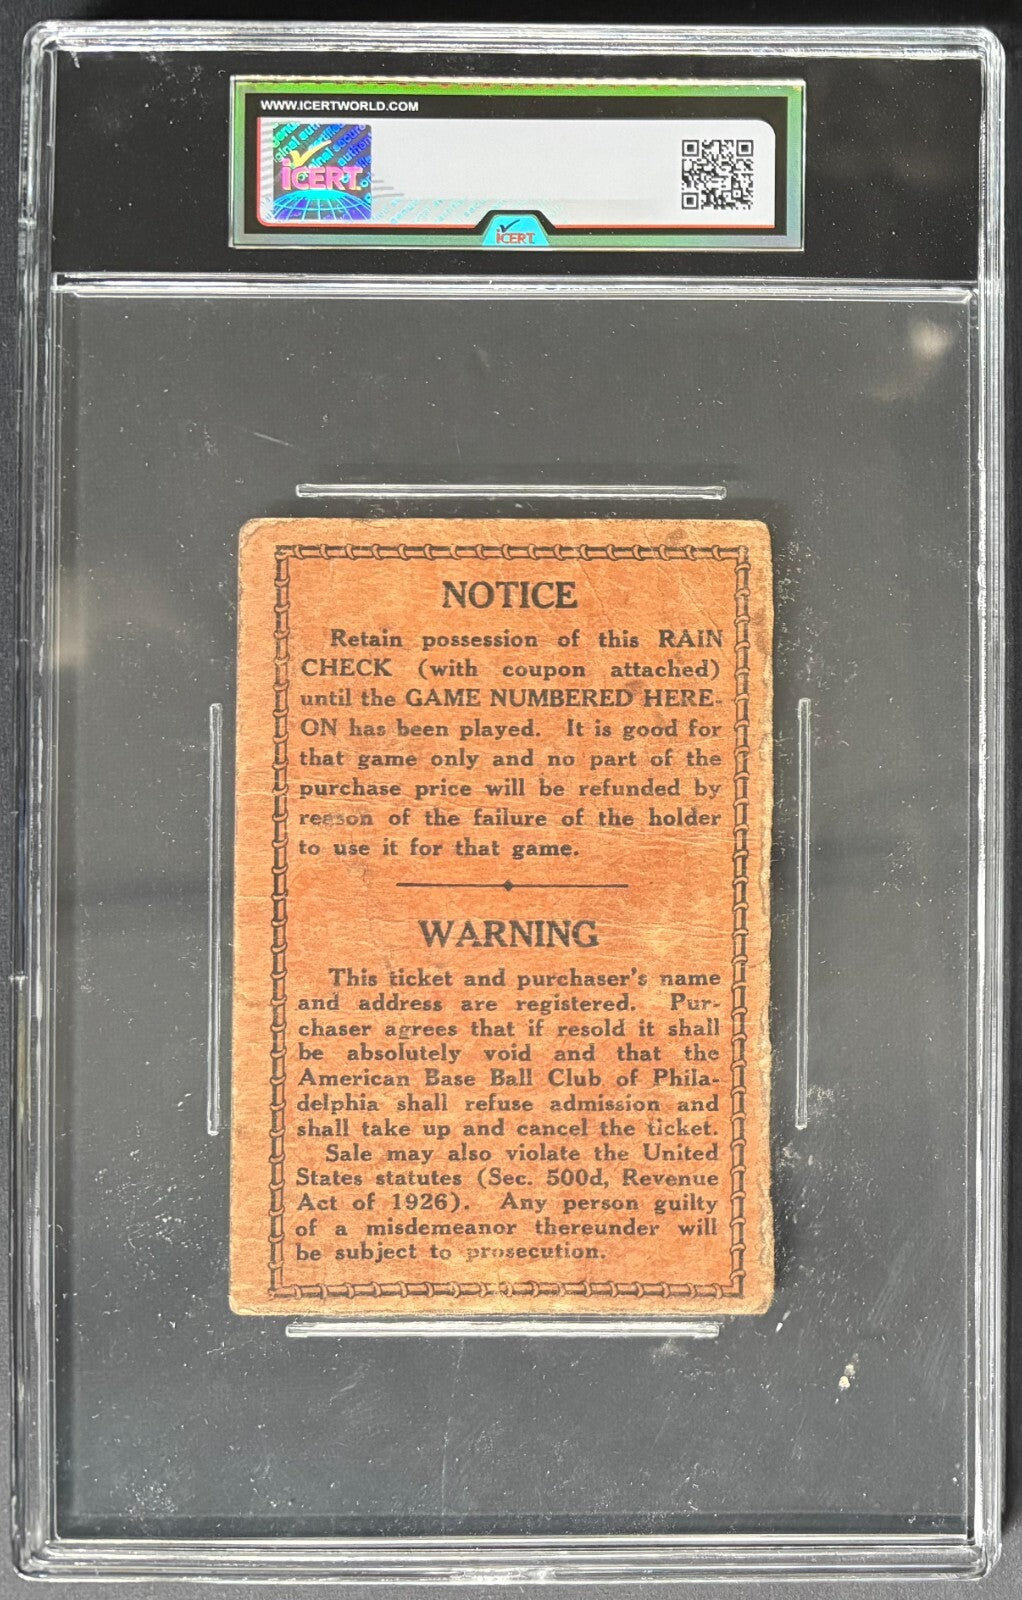 WWW.ICERTWORLD.COM
iCERT
iCERT
NOTICE
Retain possession of this RAIN
CHECK (with coupon attached)
until the GAME NUMBERED HERE-
ON has been played. It is good for
that game only and no part of the
purchase price will be refunded by
reason of the failure of the holder
to use it for that game.
WARNING
This ticket and purchaser's name
and address are registered. Pur-
chaser agrees that if resold it shall
be absolutely void and that the
American Base Ball Club of Phila-
delphia shall refuse admission and
shall take up and cancel the ticket.
Sale may also violate the United
States statutes (Sec. 500d, Revenue
Act of 1926). Any person guilty
of a misdemeanor thereunder will
be subject to prosecution.